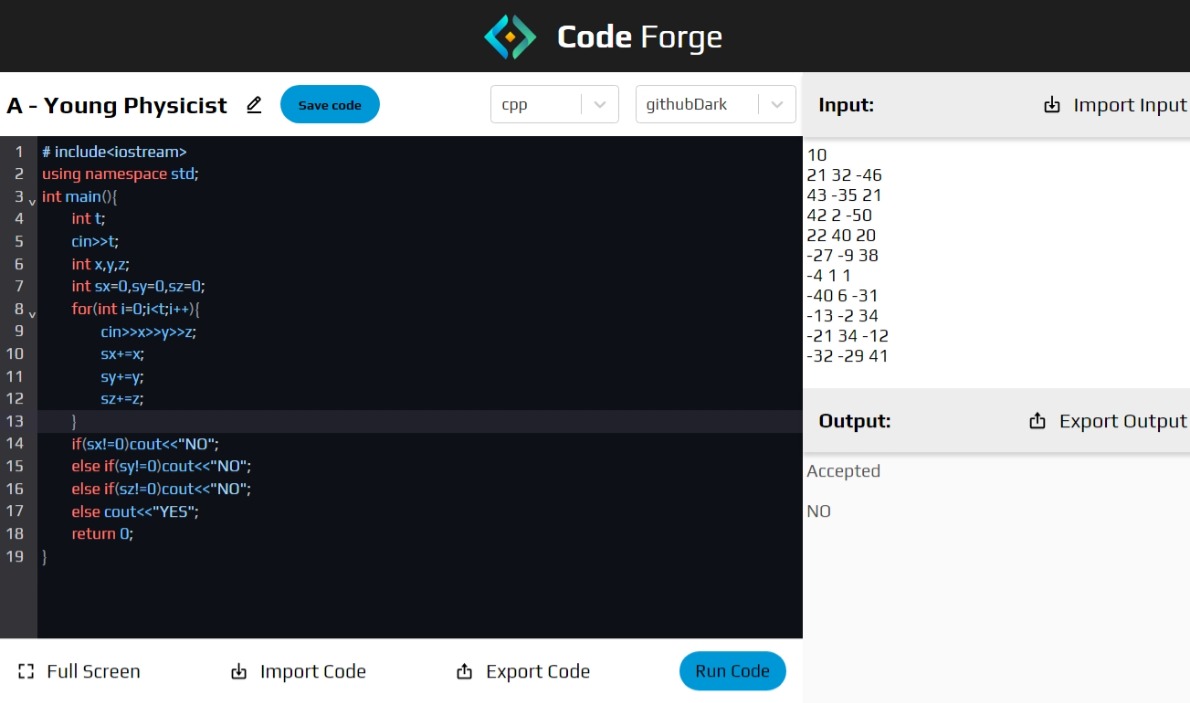 Code Forge
A - Young Physicist
Save code
cpp
githubDark
1 # include<iostream>
2 using namespace std;
3 int main(){
4 int t;
5 cin>>t;
6 int x,y,z;
7 int sx=0,sy=0,sz=0;
8 for(int i=0;i<t;i++){
9 cin>>x>>y>>z;
10 sx+=x;
11 sy+=y;
12 sz+=z;
13 }
14 if(sx!=0)cout<<"NO";
15 else if(sy!=0)cout<<"NO";
16 else if(sz!=0)cout<<"NO";
17 else cout<<"YES";
18 return 0;
19 }
Full Screen
Import Code
Export Code
Run Code
Input:
Import Input
10
21 32 -46
43 -35 21
42 2 -50
22 40 20
-27 -9 38
-4 1 1
-40 6 -31
-13 -2 34
-21 34 -12
-32 -29 41
Output:
Export Output
Accepted
NO